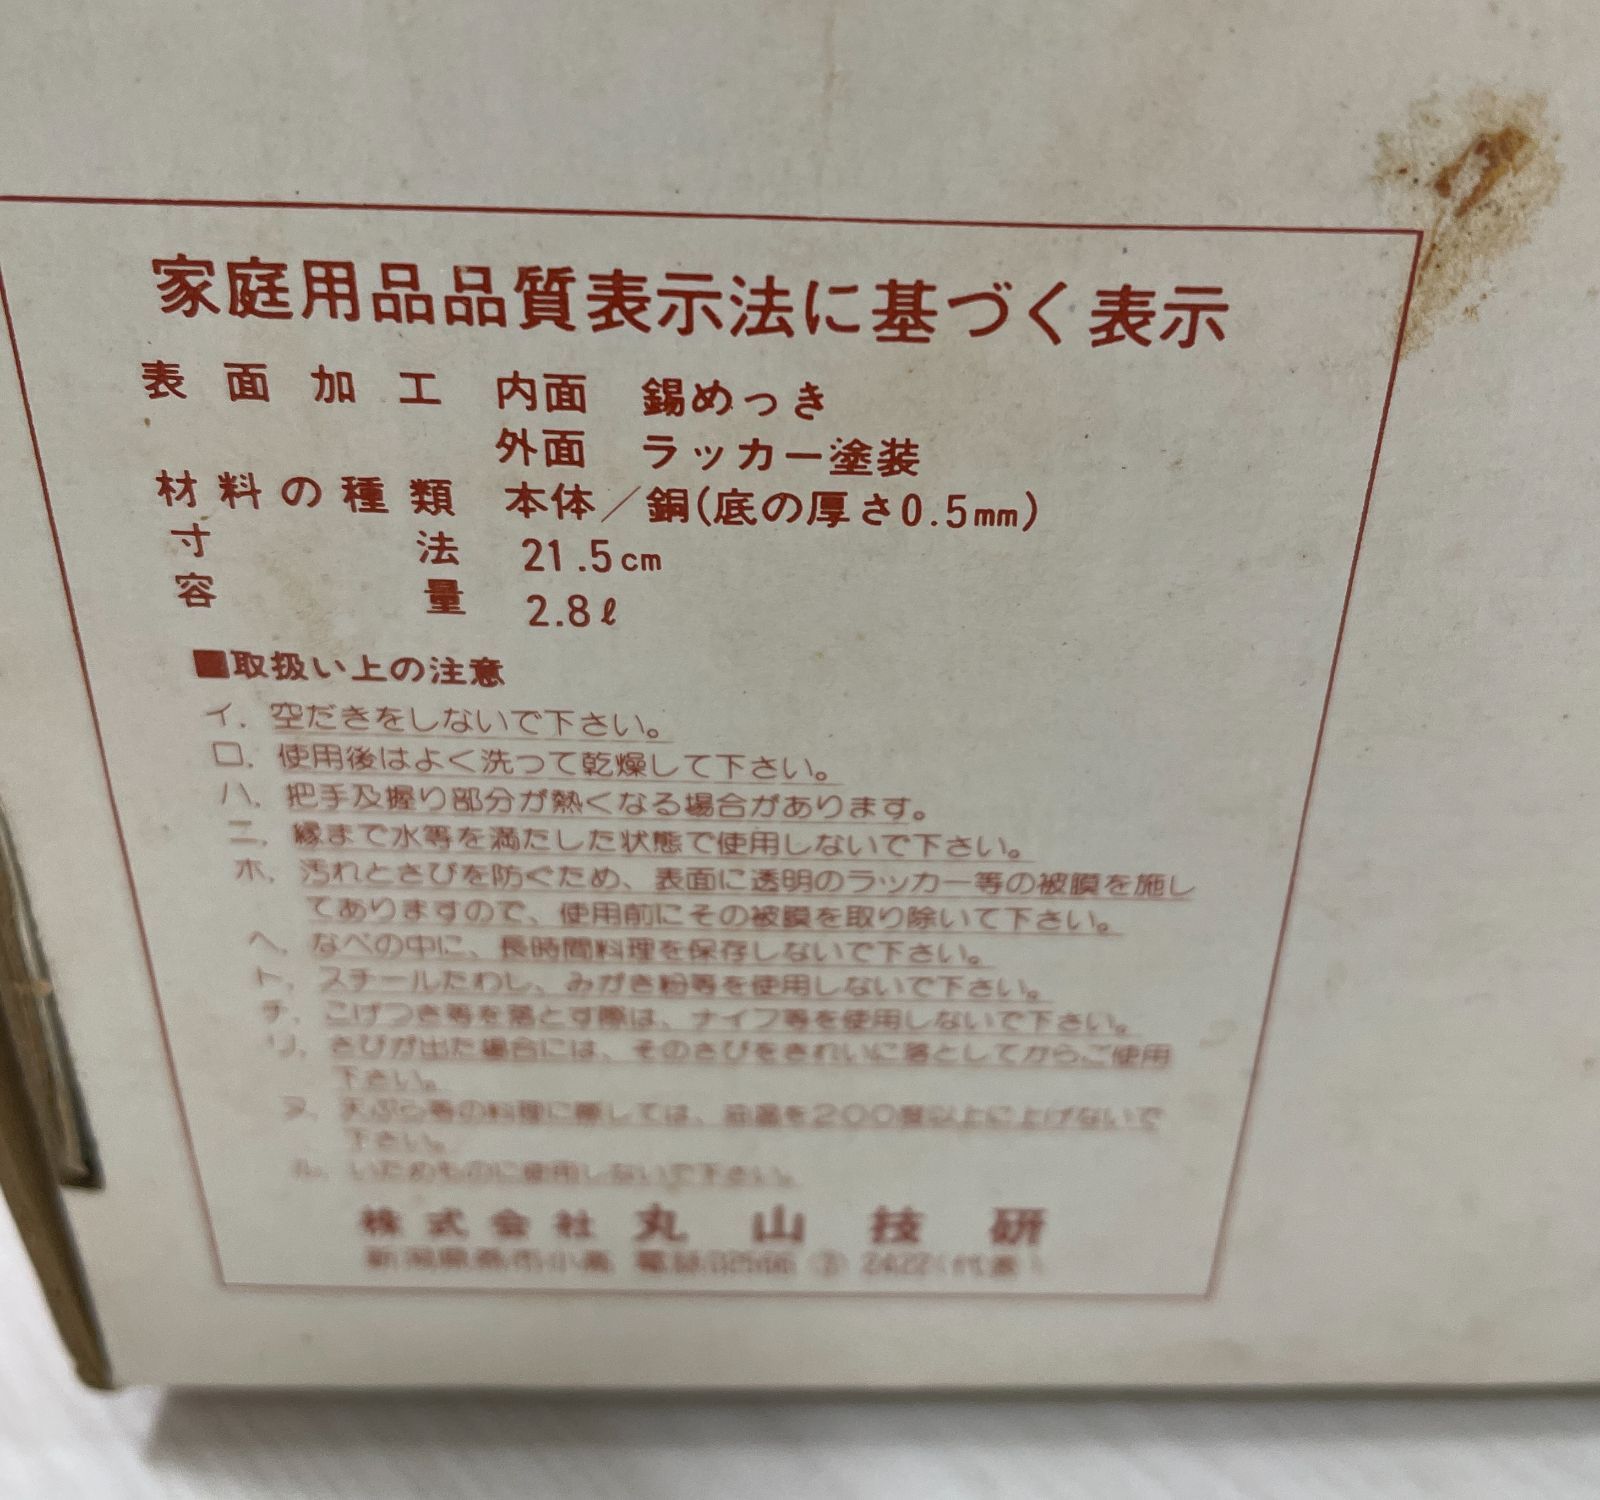 家庭用品品質表示法に基づく表示
表面加工 内面 錫めっき
外面 ラッカー塗装
材料の種類 本体／銅(底の厚さ0.5mm)
寸法 21.5cm
容量 2.8ℓ
■取扱い上の注意
イ. 空だきをしないで下さい。
ロ. 使用後はよく洗って乾燥して下さい。
ハ. 把手及握り部分が熱くなる場合があります。
ニ. 縁まで水等を満たした状態で使用しないで下さい。
ホ. 汚れとさびを防ぐため、表面に透明のラッカー等の被膜を施し
てありますので、使用前にその被膜を取り除いて下さい。
ヘ. なべの中に、長時間料理を保存しないで下さい。
ト. スチールたわし、みがき粉等を使用しないで下さい。
チ. こげつき等を落とす際は、ナイフ等を使用しないで下さい。
リ. さびが出た場合には、そのさびをきれいに落としてからご使用
下さい。
ヌ. 天ぷら等の料理に際しては、油温を200度以上に上げないで
下さい。
ル. いためものに使用しないで下さい。
株式会社 丸山技研
新潟県燕市小高 電話